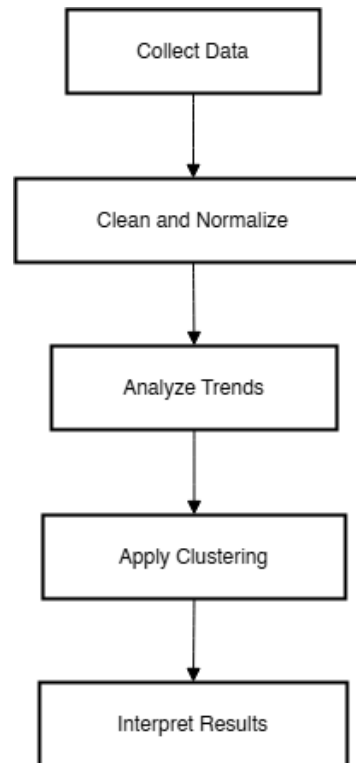 Collect Data
Clean and Normalize
Analyze Trends
Apply Clustering
Interpret Results